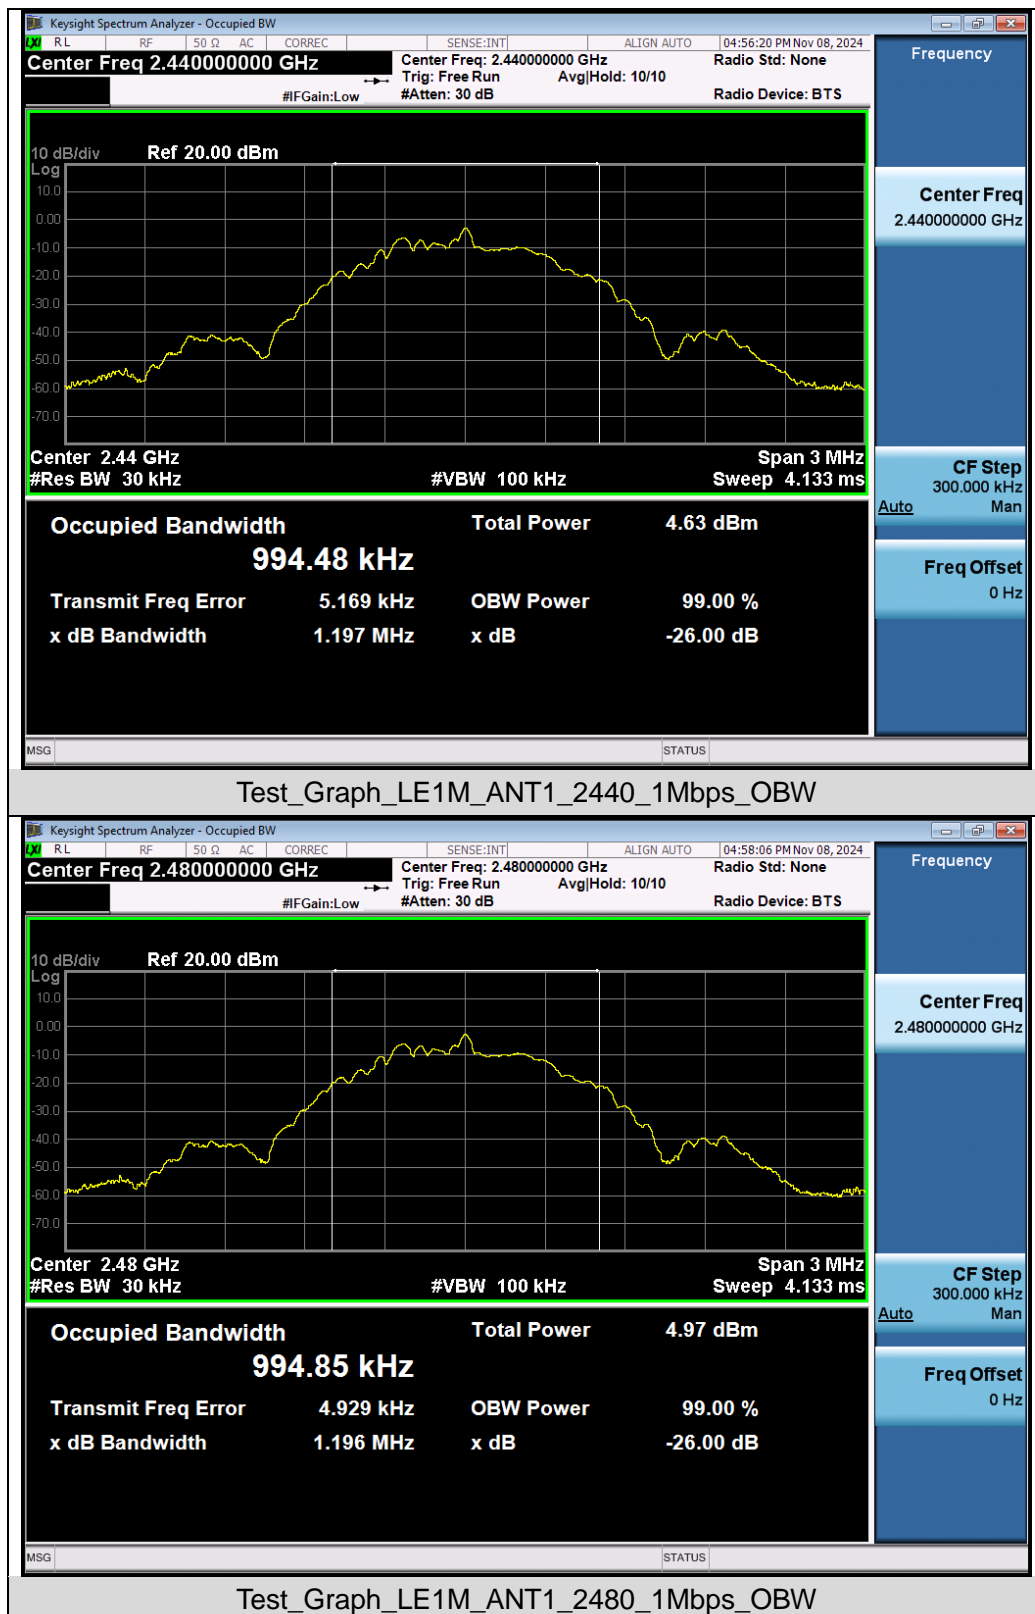 Keysight Spectrum Analyzer - Occupied BW
LXI RL RF 50 Ω AC CORREC SENSE:INT ALIGN AUTO 04:56:20 PM Nov 08, 2024
Center Freq 2.440000000 GHz
Center Freq: 2.440000000 GHz Radio Std: None
Trig: Free Run Avg|Hold: 10/10
#IFGain:Low #Atten: 30 dB Radio Device: BTS
10 dB/div Ref 20.00 dBm
Log
10.0
0.00
-10.0
-20.0
-30.0
-40.0
-50.0
-60.0
-70.0
Center 2.44 GHz Span 3 MHz
#Res BW 30 kHz #VBW 100 kHz Sweep 4.133 ms
Occupied Bandwidth Total Power 4.63 dBm
994.48 kHz
Transmit Freq Error 5.169 kHz OBW Power 99.00 %
x dB Bandwidth 1.197 MHz x dB -26.00 dB
MSG STATUS
Frequency
Center Freq
2.440000000 GHz
CF Step
300.000 kHz
Auto Man
Freq Offset
0 Hz
Test_Graph_LE1M_ANT1_2440_1Mbps_OBW
Keysight Spectrum Analyzer - Occupied BW
LXI RL RF 50 Ω AC CORREC SENSE:INT ALIGN AUTO 04:58:06 PM Nov 08, 2024
Center Freq 2.480000000 GHz
Center Freq: 2.480000000 GHz Radio Std: None
Trig: Free Run Avg|Hold: 10/10
#IFGain:Low #Atten: 30 dB Radio Device: BTS
10 dB/div Ref 20.00 dBm
Log
10.0
0.00
-10.0
-20.0
-30.0
-40.0
-50.0
-60.0
-70.0
Center 2.48 GHz Span 3 MHz
#Res BW 30 kHz #VBW 100 kHz Sweep 4.133 ms
Occupied Bandwidth Total Power 4.97 dBm
994.85 kHz
Transmit Freq Error 4.929 kHz OBW Power 99.00 %
x dB Bandwidth 1.196 MHz x dB -26.00 dB
MSG STATUS
Frequency
Center Freq
2.480000000 GHz
CF Step
300.000 kHz
Auto Man
Freq Offset
0 Hz
Test_Graph_LE1M_ANT1_2480_1Mbps_OBW